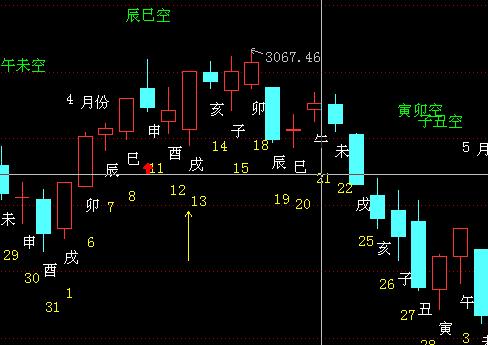 辰巳空
午未空
3067.46
4 月份
寅卯空
子丑空
5 月
未
申
酉
戌
卯
辰
巳
申
酉
戌
亥
子
卯
辰
巳
午
未
戌
亥
子
丑
寅
午
29
30
31
1
6
7
8
11
12
13
15
18
19
20
21
22
25
26
27
28
3